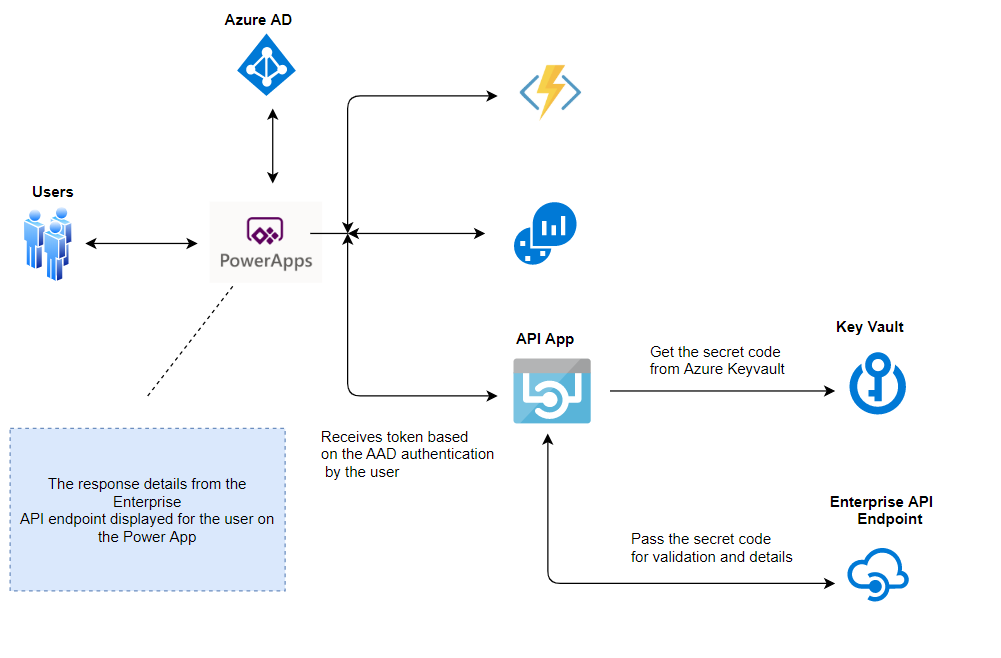 Azure AD
Users
PowerApps
API App
Key Vault
Get the secret code
from Azure Keyvault
Receives token based
on the AAD authentication
by the user
The response details from the
Enterprise
API endpoint displayed for the user on
the Power App
Enterprise API
Endpoint
Pass the secret code
for validation and details